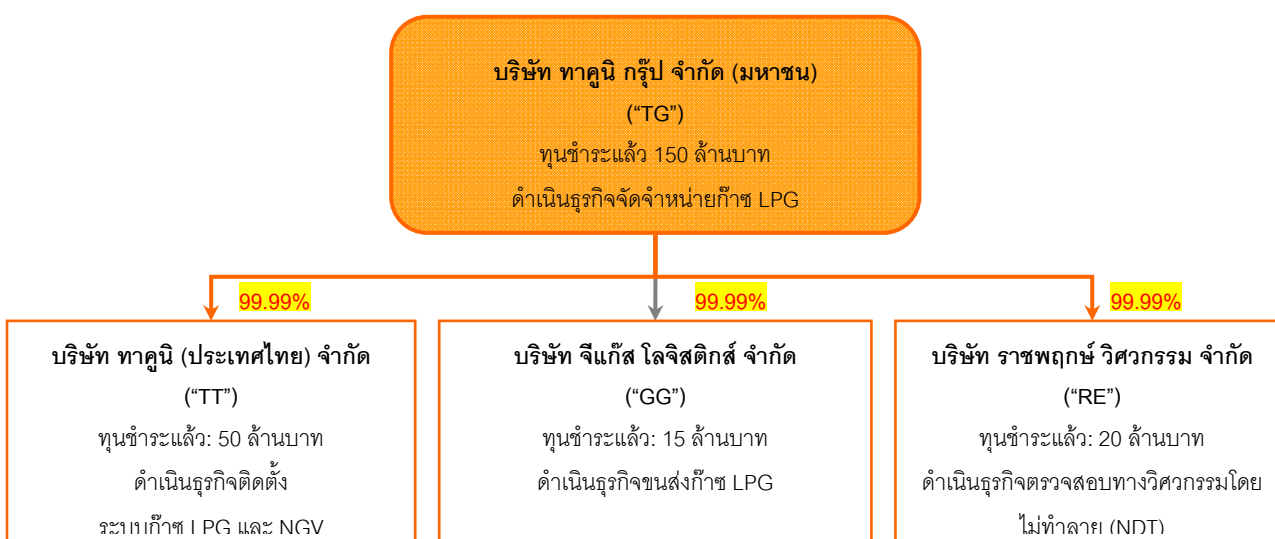 บริษัท ทาคูนิ กรุ๊ป จำกัด (มหาชน)
(“TG”)
ทุนชำระแล้ว 150 ล้านบาท
ดำเนินธุรกิจจัดจำหน่ายก๊าซ LPG
99.99%
99.99%
99.99%
บริษัท ทาคูนิ (ประเทศไทย) จำกัด
(“TT”)
ทุนชำระแล้ว: 50 ล้านบาท
ดำเนินธุรกิจติดตั้ง
ระบบก๊าซ LPG และ NGV
บริษัท จีแก๊ส โลจิสติกส์ จำกัด
(“GG”)
ทุนชำระแล้ว: 15 ล้านบาท
ดำเนินธุรกิจขนส่งก๊าซ LPG
บริษัท ราชพฤกษ์ วิศวกรรม จำกัด
(“RE”)
ทุนชำระแล้ว: 20 ล้านบาท
ดำเนินธุรกิจตรวจสอบทางวิศวกรรมโดย
ไม่ทำลาย (NDT)